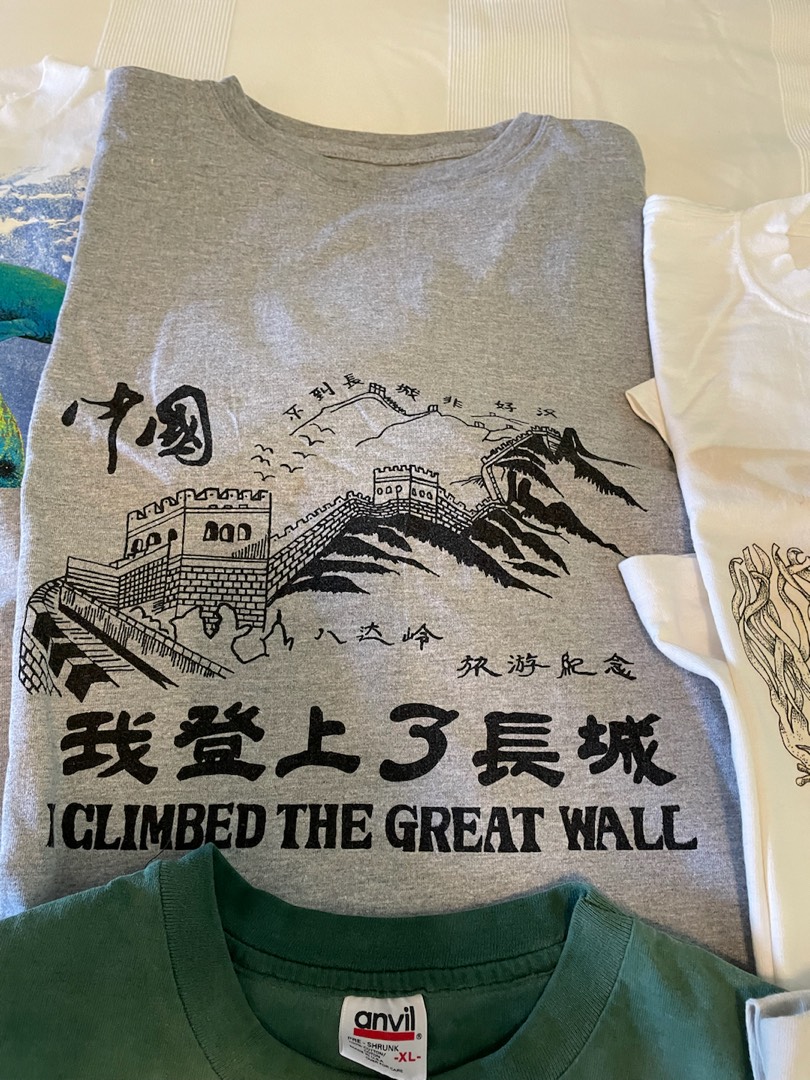 中國
不到長城非好汉
八达岭
旅游紀念
我登上了長城
I CLIMBED THE GREAT WALL
anvil®
PRE-SHRUNK
-XL-